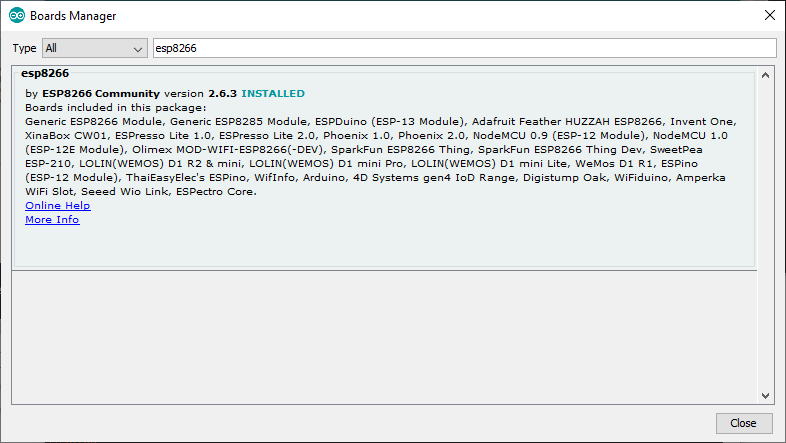 Boards Manager
Type All esp8266
esp8266
by ESP8266 Community version 2.6.3 INSTALLED
Boards included in this package:
Generic ESP8266 Module, Generic ESP8285 Module, ESPDuino (ESP-13 Module), Adafruit Feather HUZZAH ESP8266, Invent One,
XinaBox CW01, ESPresso Lite 1.0, ESPresso Lite 2.0, Phoenix 1.0, Phoenix 2.0, NodeMCU 0.9 (ESP-12 Module), NodeMCU 1.0
(ESP-12E Module), Olimex MOD-WIFI-ESP8266(-DEV), SparkFun ESP8266 Thing, SparkFun ESP8266 Thing Dev, SweetPea
ESP-210, LOLIN(WEMOS) D1 R2 & mini, LOLIN(WEMOS) D1 mini Pro, LOLIN(WEMOS) D1 mini Lite, WeMos D1 R1, ESPino
(ESP-12 Module), ThaiEasyElec's ESPino, WifInfo, Arduino, 4D Systems gen4 IoD Range, Digistump Oak, WiFiduino, Amperka
WiFi Slot, Seeed Wio Link, ESPectro Core.
Online Help
More Info
Close